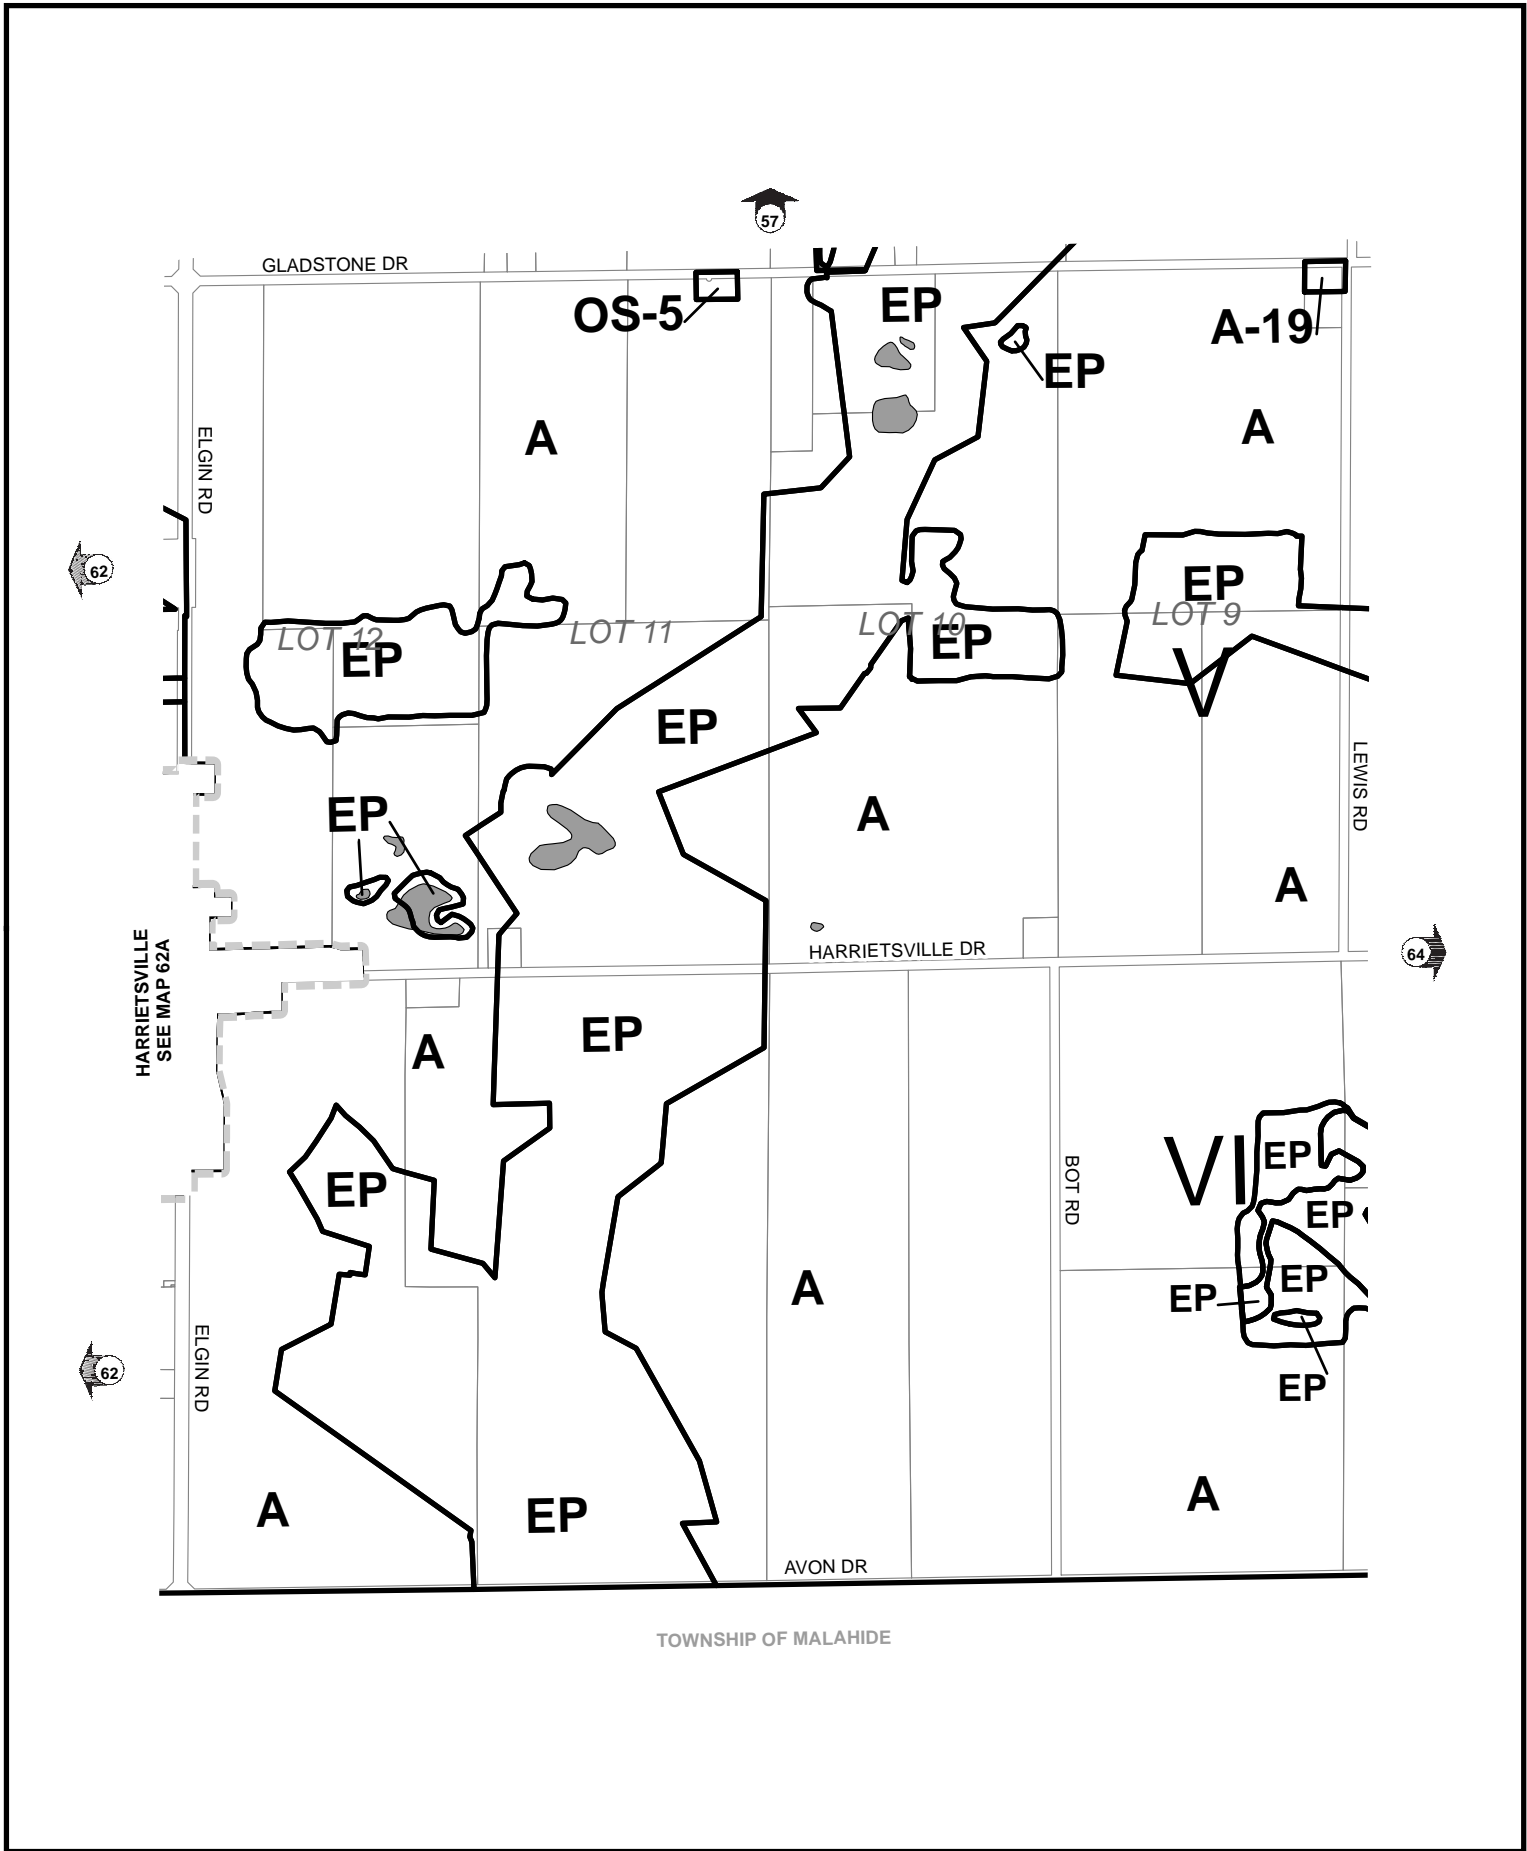 57
GLADSTONE DR
OS-5
EP
A-19
EP
A
A
ELGIN RD
62
EP
LOT 12
EP
LOT 11
LOT 10
EP
LOT 9
V
EP
LEWIS RD
EP
A
A
HARRIETSVILLE DR
64
HARRIETSVILLE
SEE MAP 62A
A
EP
EP
BOT RD
VI
EP
EP
EP
EP
EP
A
ELGIN RD
62
A
EP
A
AVON DR
TOWNSHIP OF MALAHIDE